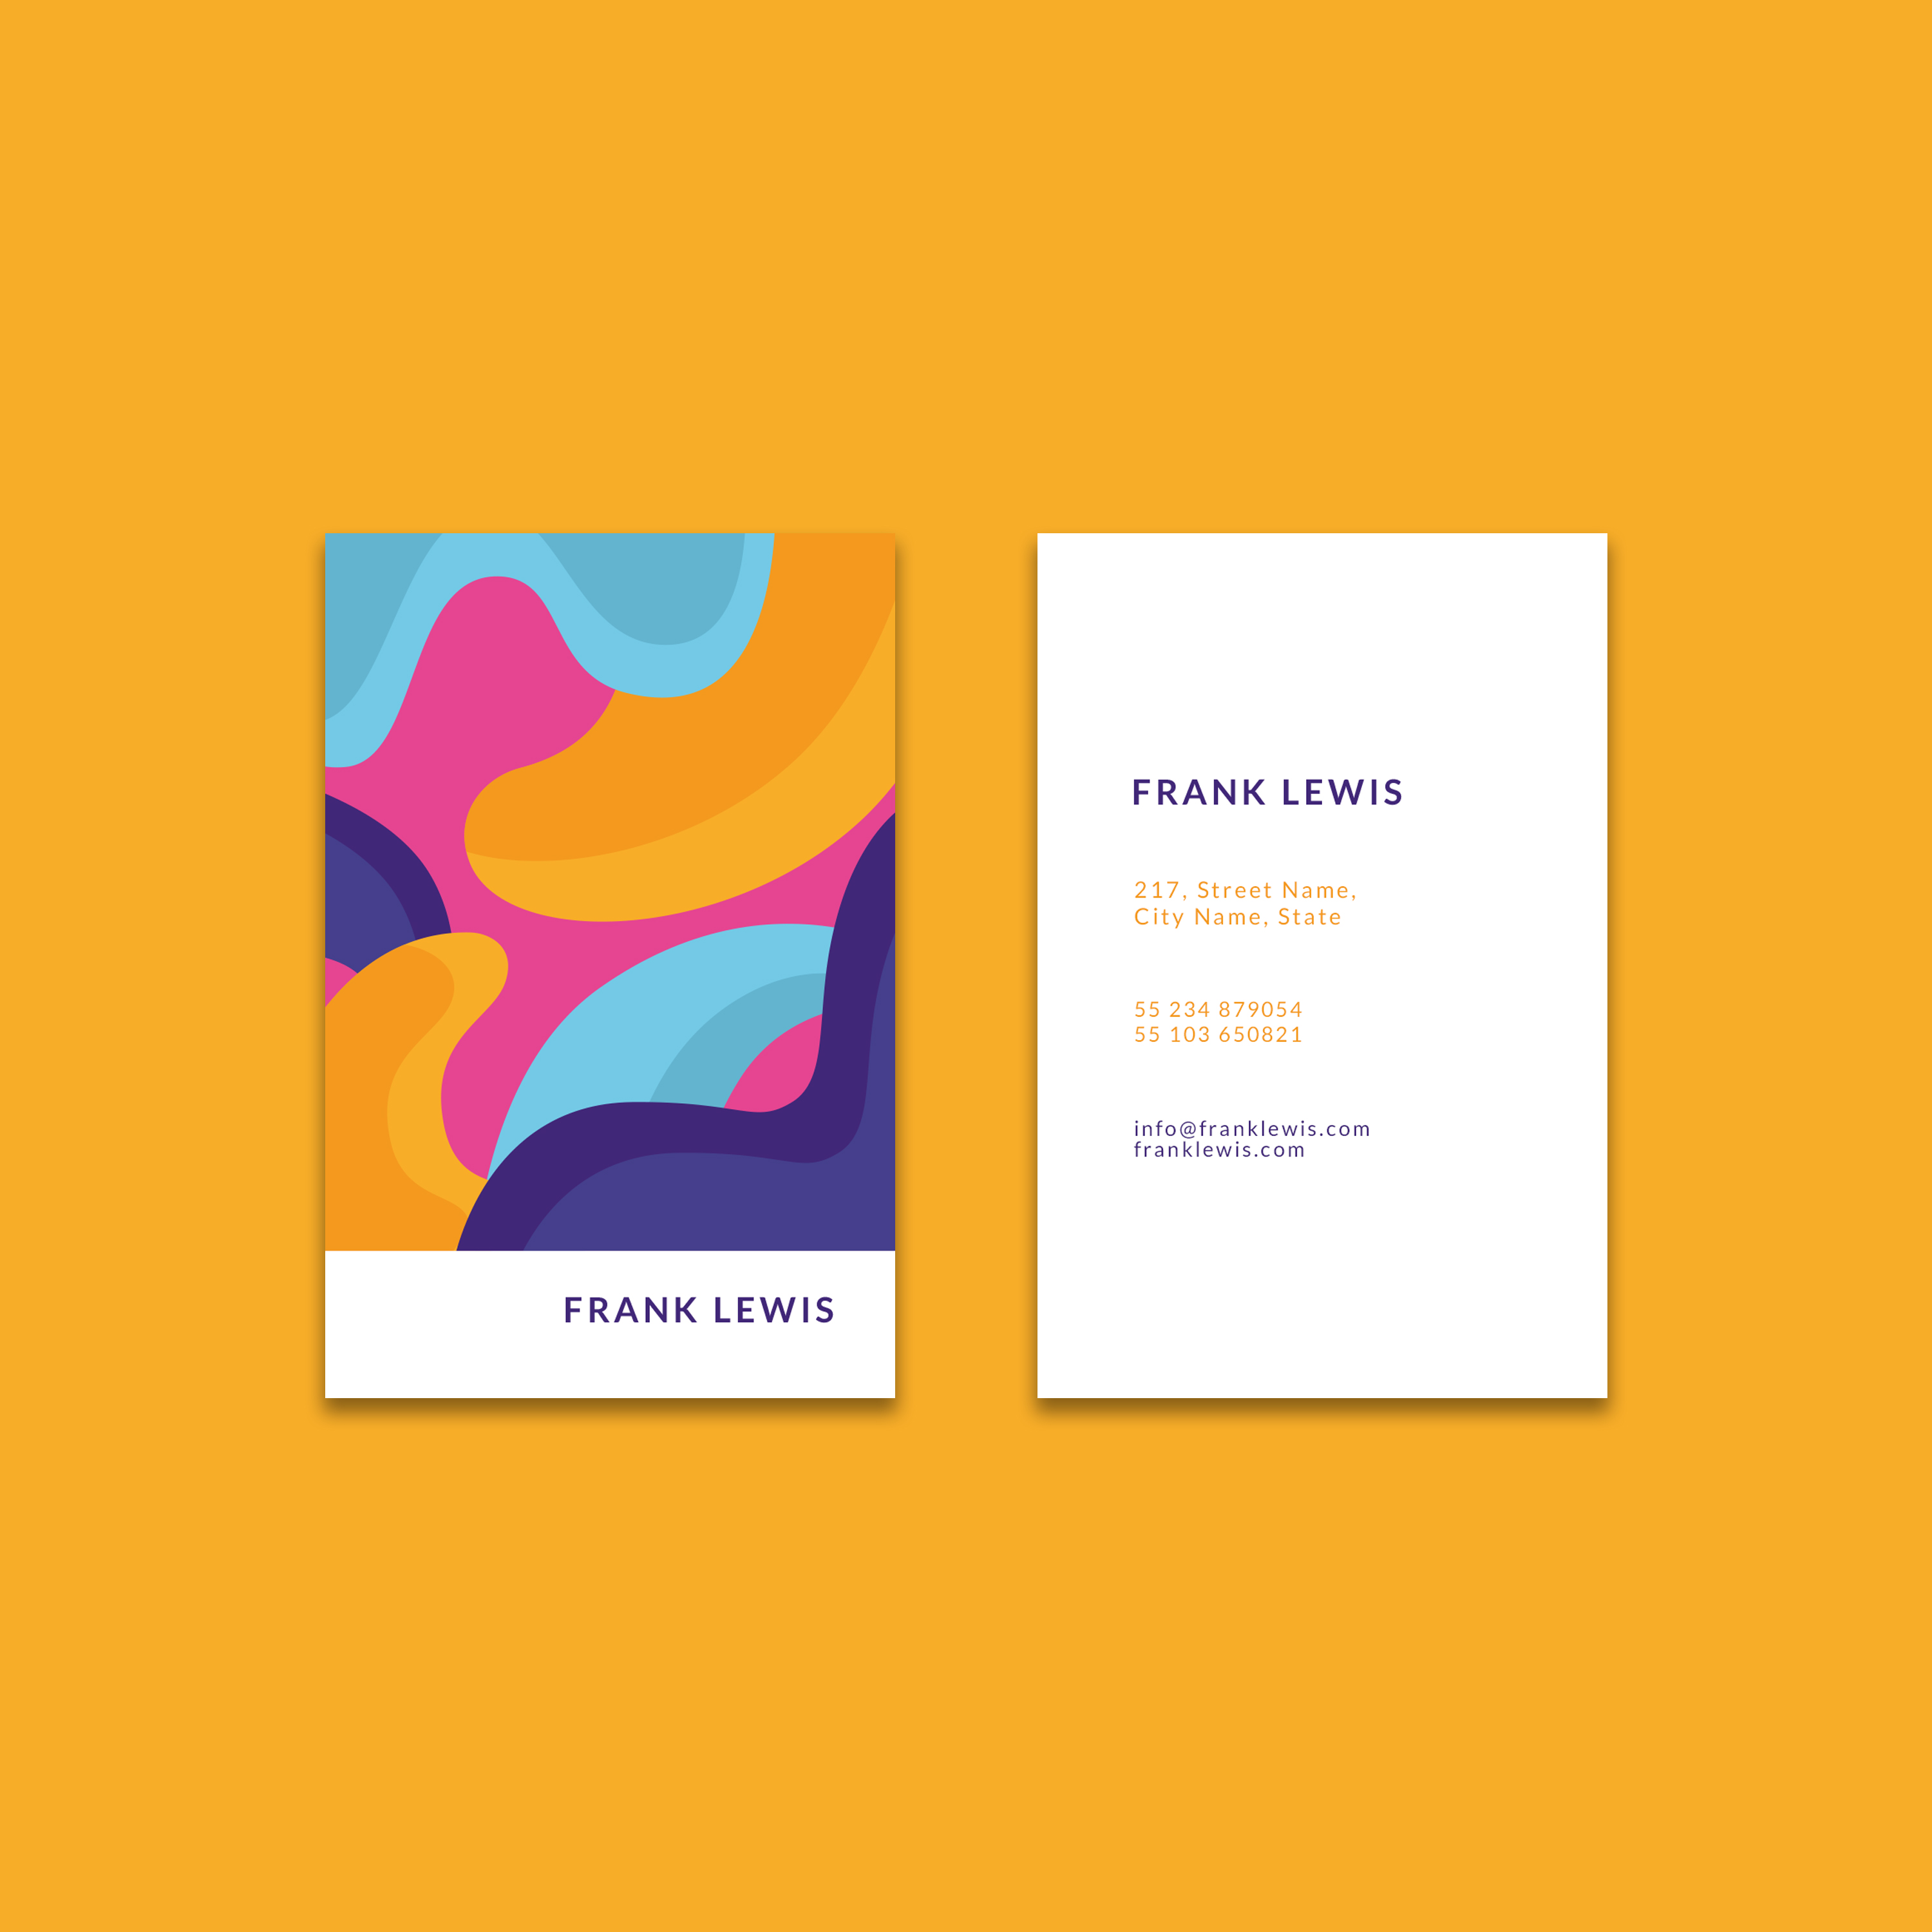 FRANK LEWIS
FRANK LEWIS
217, Street Name,
City Name, State
55 234 879054
55 103 650821
info@franklewis.com
franklewis.com